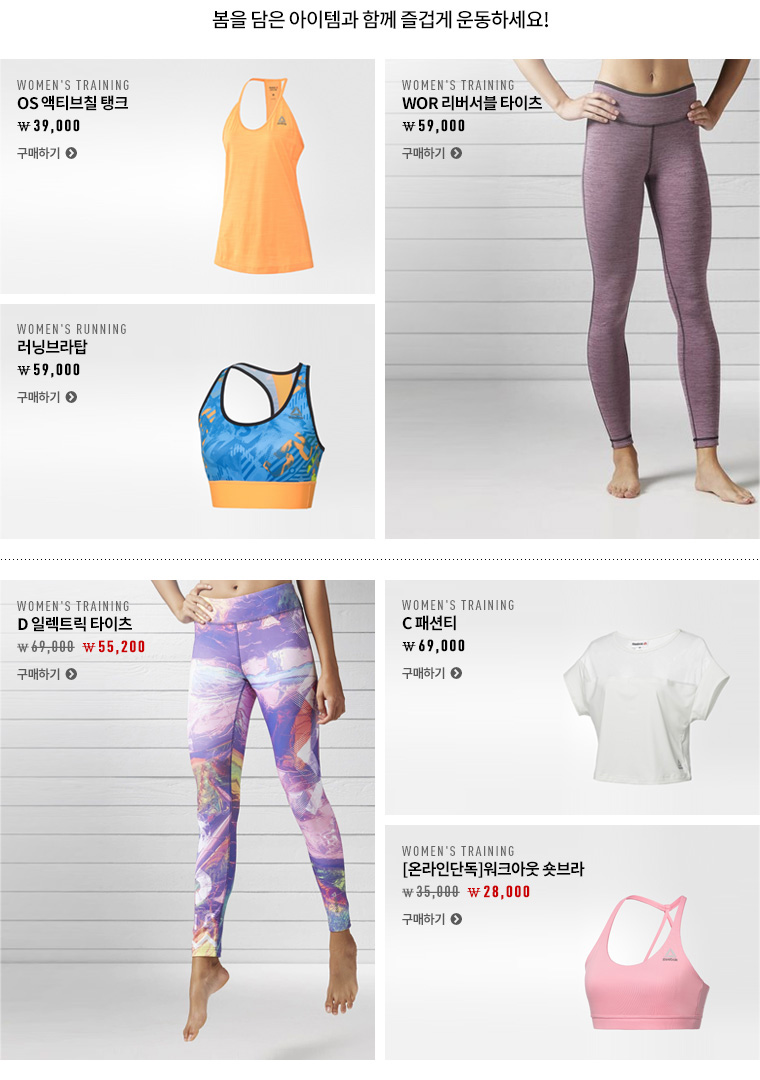 봄을 담은 아이템과 함께 즐겁게 운동하세요!
WOMEN'S TRAINING
OS 액티브칠 탱크
₩39,000
구매하기
WOMEN'S TRAINING
WOR 리버서블 타이츠
₩59,000
구매하기
WOMEN'S RUNNING
러닝브라탑
₩59,000
구매하기
WOMEN'S TRAINING
D 일렉트릭 타이츠
₩69,000 ₩55,200
구매하기
WOMEN'S TRAINING
C 패션티
₩69,000
구매하기
WOMEN'S TRAINING
[온라인단독]워크아웃 숏브라
₩35,000 ₩28,000
구매하기